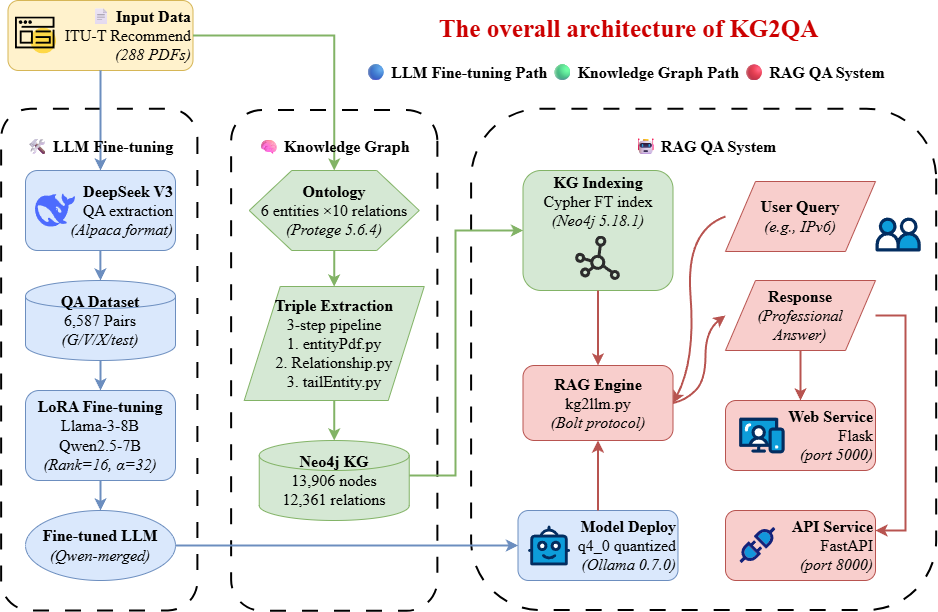 The overall architecture of KG2QA
LLM Fine-tuning Path
Knowledge Graph Path
RAG QA System
Input Data
ITU-T Recommend
(288 PDFs)
LLM Fine-tuning
DeepSeek V3
QA extraction
(Alpaca format)
QA Dataset
6,587 Pairs
(G/V/X/test)
LoRA Fine-tuning
Llama-3-8B
Qwen2.5-7B
(Rank=16, α=32)
Fine-tuned LLM
(Qwen-merged)
Knowledge Graph
Ontology
6 entities ×10 relations
(Protege 5.6.4)
Triple Extraction
3-step pipeline
1. entityPdf.py
2. Relationship.py
3. tailEntity.py
Neo4j KG
13,906 nodes
12,361 relations
RAG QA System
KG Indexing
Cypher FT index
(Neo4j 5.18.1)
RAG Engine
kg2llm.py
(Bolt protocol)
Model Deploy
q4_0 quantized
(Ollama 0.7.0)
User Query
(e.g., IPv6)
Response
(Professional
Answer)
Web Service
Flask
(port 5000)
API Service
FastAPI
(port 8000)